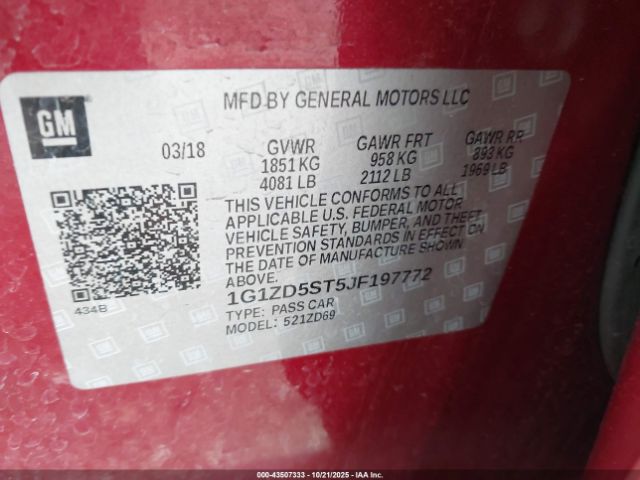 GM
MFD BY GENERAL MOTORS LLC
03/18 GVWR GAWR FRT GAWR RR
1851 KG 958 KG 893 KG
4081 LB 2112 LB 1969 LB
THIS VEHICLE CONFORMS TO ALL
APPLICABLE U.S. FEDERAL MOTOR
VEHICLE SAFETY, BUMPER, AND THEFT
PREVENTION STANDARDS IN EFFECT ON
THE DATE OF MANUFACTURE SHOWN
ABOVE.
1G1ZD5ST5JF197772
434B TYPE: PASS CAR
MODEL: 521ZD69
00-43507333 - 10/21/2025 - IAA Inc.